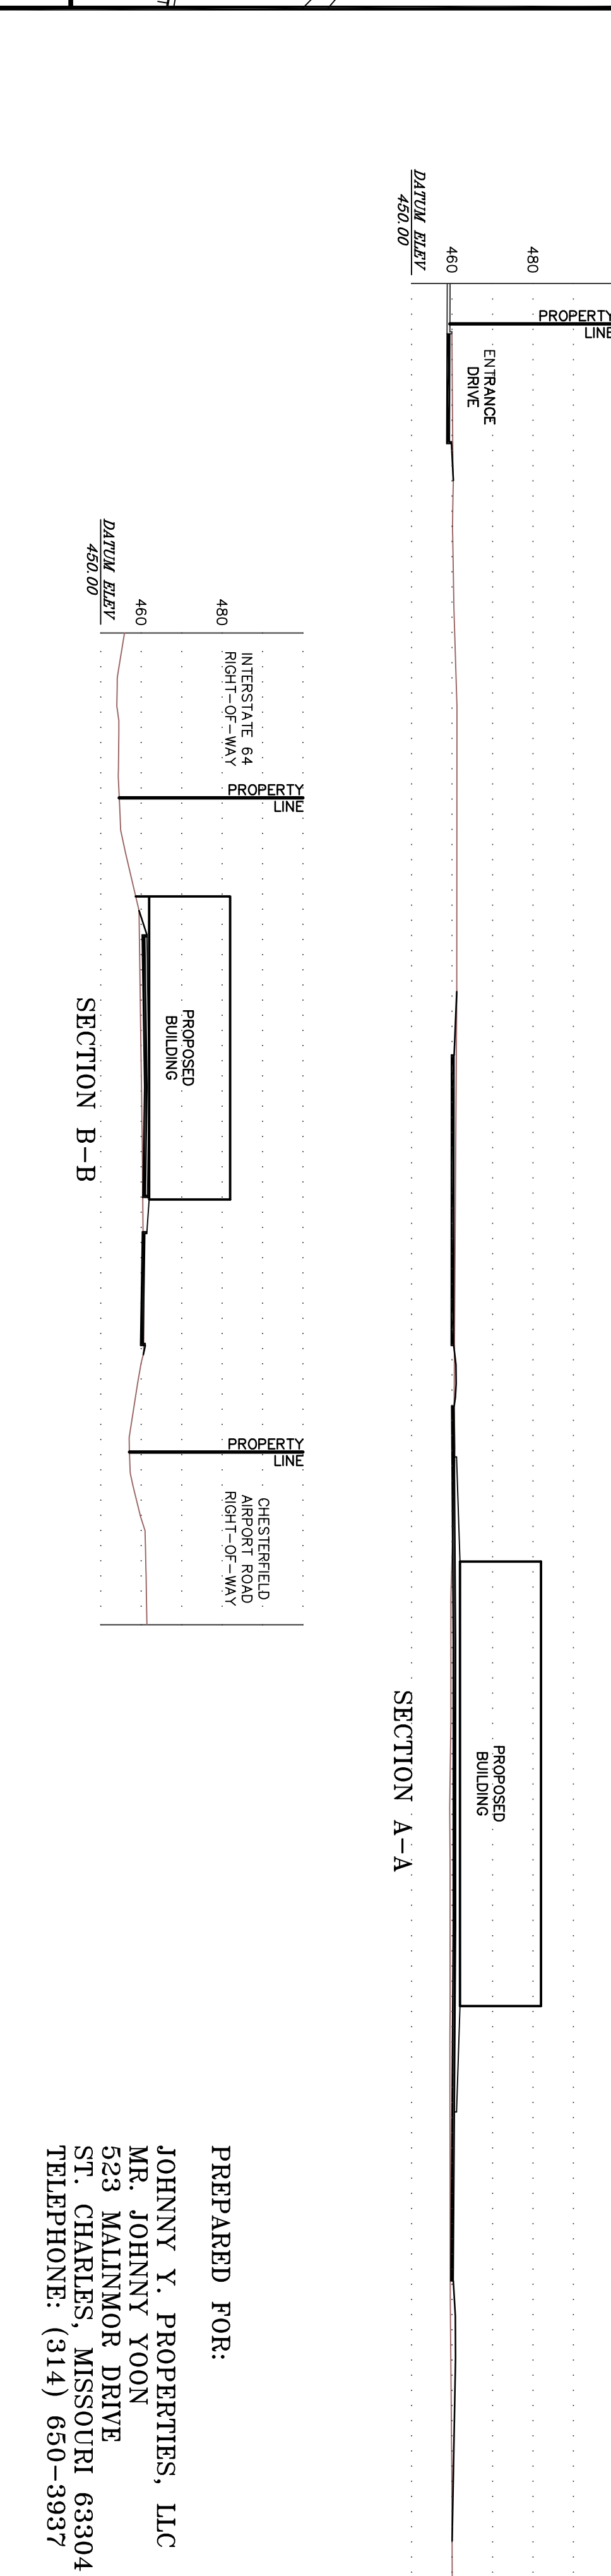 DATUM ELEV
450.00
460
480
PROPERTY
LINE
ENTRANCE
DRIVE
PROPOSED
BUILDING
SECTION A-A
DATUM ELEV
450.00
460
480
INTERSTATE 64
RIGHT-OF-WAY
PROPERTY
LINE
PROPOSED
BUILDING
PROPERTY
LINE
CHESTERFIELD
AIRPORT ROAD
RIGHT-OF-WAY
SECTION B-B
PREPARED FOR:
JOHNNY Y. PROPERTIES, LLC
MR. JOHNNY YOON
523 MALINMOR DRIVE
ST. CHARLES, MISSOURI 63304
TELEPHONE: (314) 650-3937